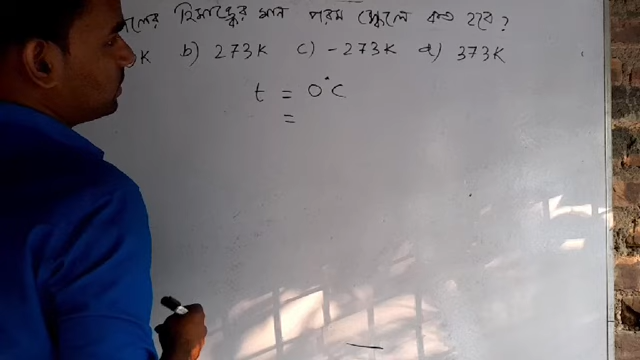 হিমাঙ্কের মান পরম স্কেলে কত হবে ?
K b) 273K c) -273K d) 373K
t = 0°C
=